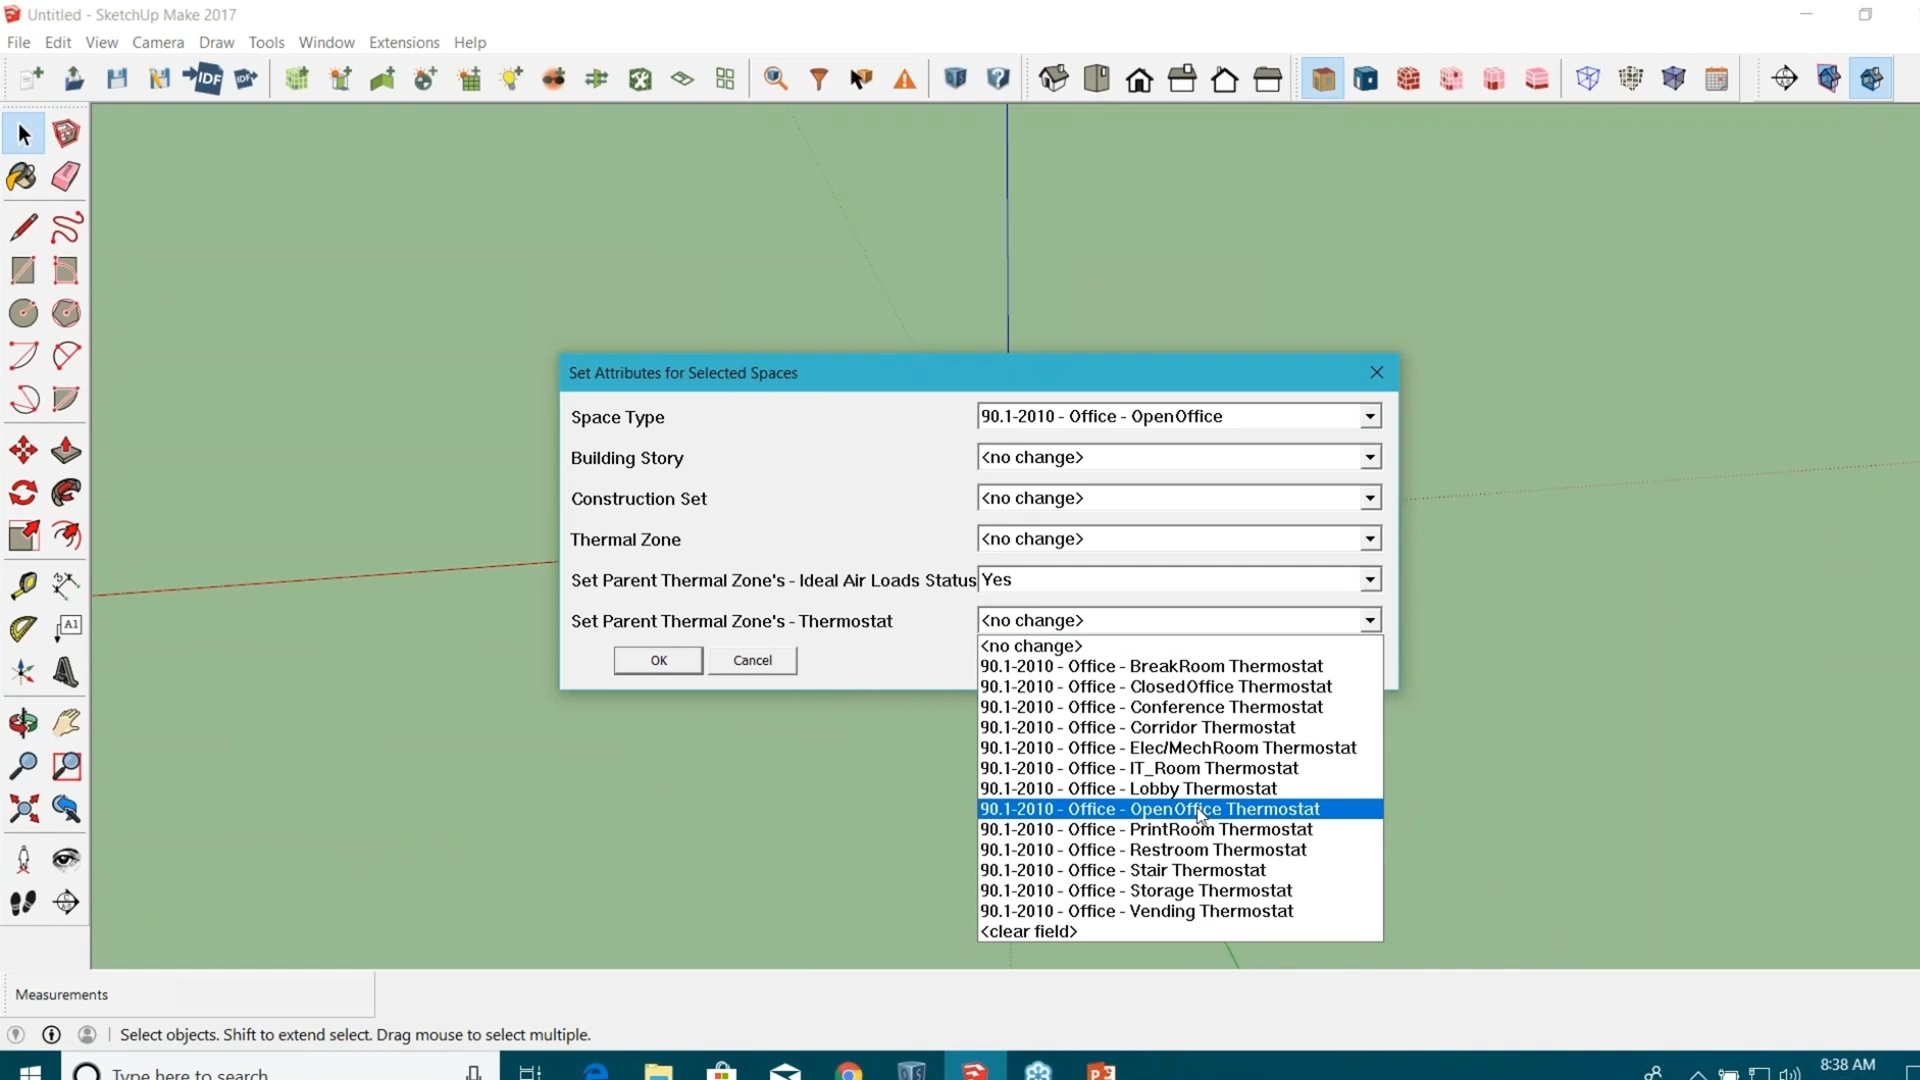 Untitled - SketchUp Make 2017
File Edit View Camera Draw Tools Window Extensions Help
IDF IDF
Set Attributes for Selected Spaces
Space Type 90.1-2010 - Office - OpenOffice
Building Story <no change>
Construction Set <no change>
Thermal Zone <no change>
Set Parent Thermal Zone's - Ideal Air Loads Status Yes
Set Parent Thermal Zone's - Thermostat <no change>
OK Cancel
<no change>
90.1-2010 - Office - BreakRoom Thermostat
90.1-2010 - Office - ClosedOffice Thermostat
90.1-2010 - Office - Conference Thermostat
90.1-2010 - Office - Corridor Thermostat
90.1-2010 - Office - Elec/MechRoom Thermostat
90.1-2010 - Office - IT_Room Thermostat
90.1-2010 - Office - Lobby Thermostat
90.1-2010 - Office - OpenOffice Thermostat
90.1-2010 - Office - PrintRoom Thermostat
90.1-2010 - Office - Restroom Thermostat
90.1-2010 - Office - Stair Thermostat
90.1-2010 - Office - Storage Thermostat
90.1-2010 - Office - Vending Thermostat
<clear field>
A1
Measurements
Select objects. Shift to extend select. Drag mouse to select multiple.
Type here to search
8:38 AM